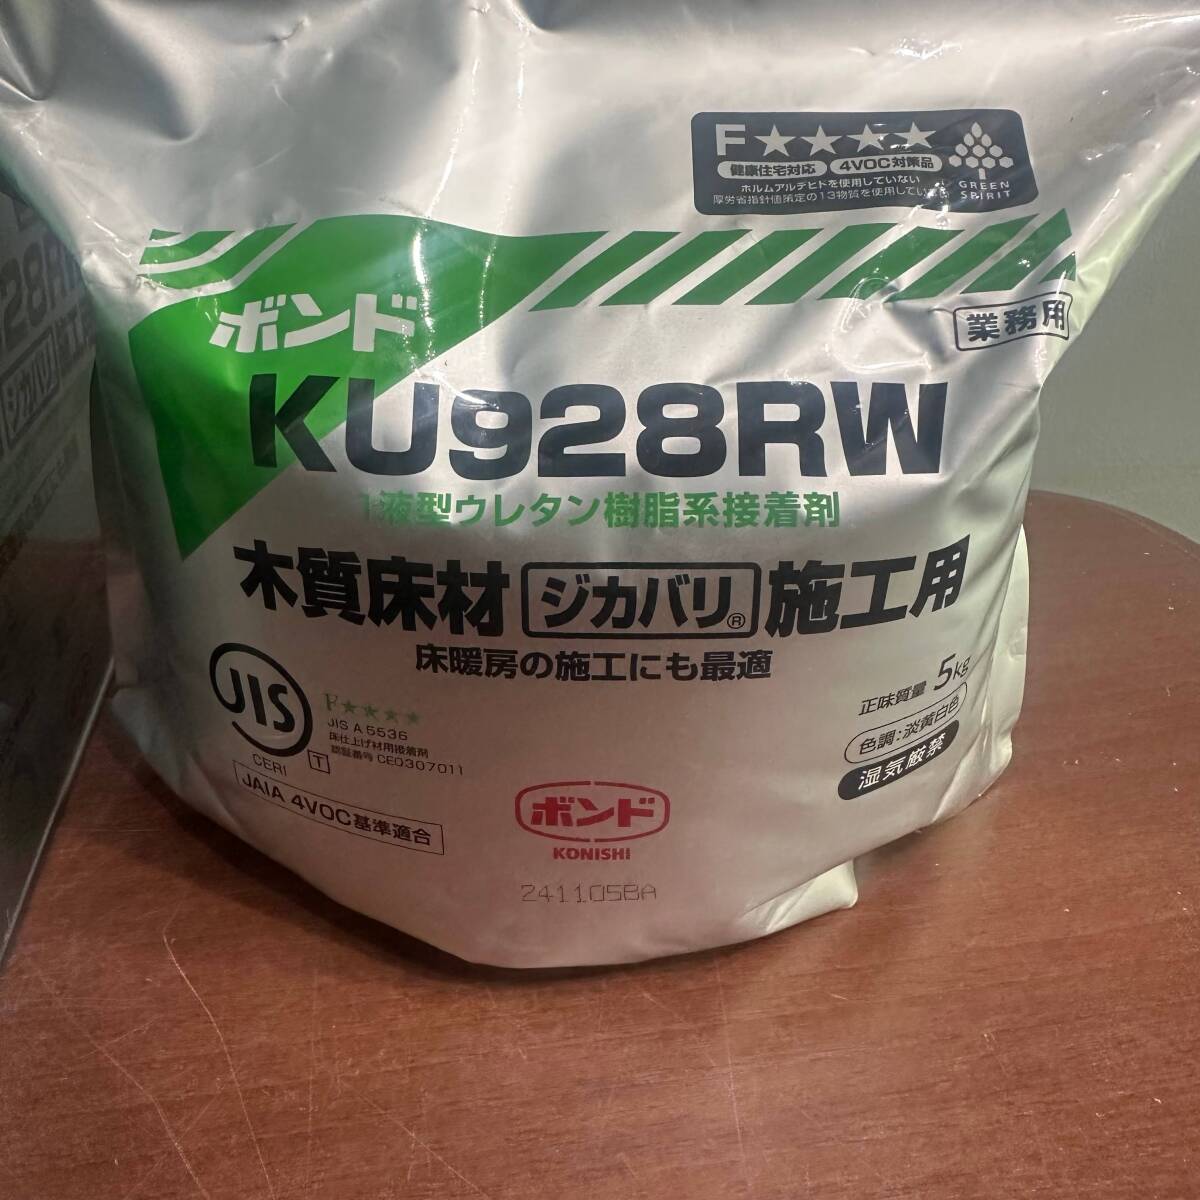 F★★★★
健康住宅対応 4VOC対策品
ホルムアルデヒドを使用していない
厚労省指針値策定の13物質を使用してい
GREEN SPIRIT
ボンド
業務用
KU928RW
1液型ウレタン樹脂系接着剤
木質床材 ジカバリ® 施工用
床暖房の施工にも最適
正味質量 5kg
色調:淡黄白色
湿気厳禁
JIS
F★★★★
JIS A 5536
床仕上げ材用接着剤
認証番号 CE0307011
CERI T
JAIA 4VOC基準適合
ボンド
KONISHI
241105BA
28R
ジカバリ 施工